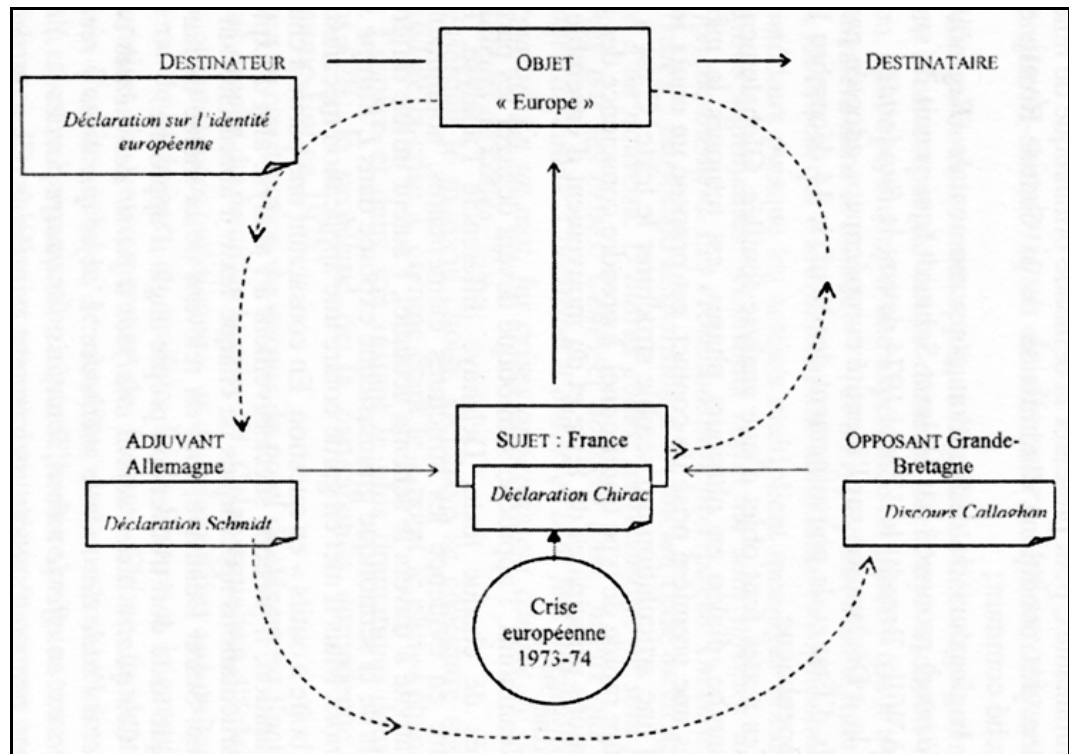 DESTINATEUR
OBJET
DESTINATAIRE
« Europe »
Déclaration sur l'identité
européenne
ADJUVANT
Allemagne
SUJET : France
OPPOSANT Grande-
Bretagne
Déclaration Schmidt
Déclaration Chirac
Discours Callaghan
Crise
européenne
1973-74